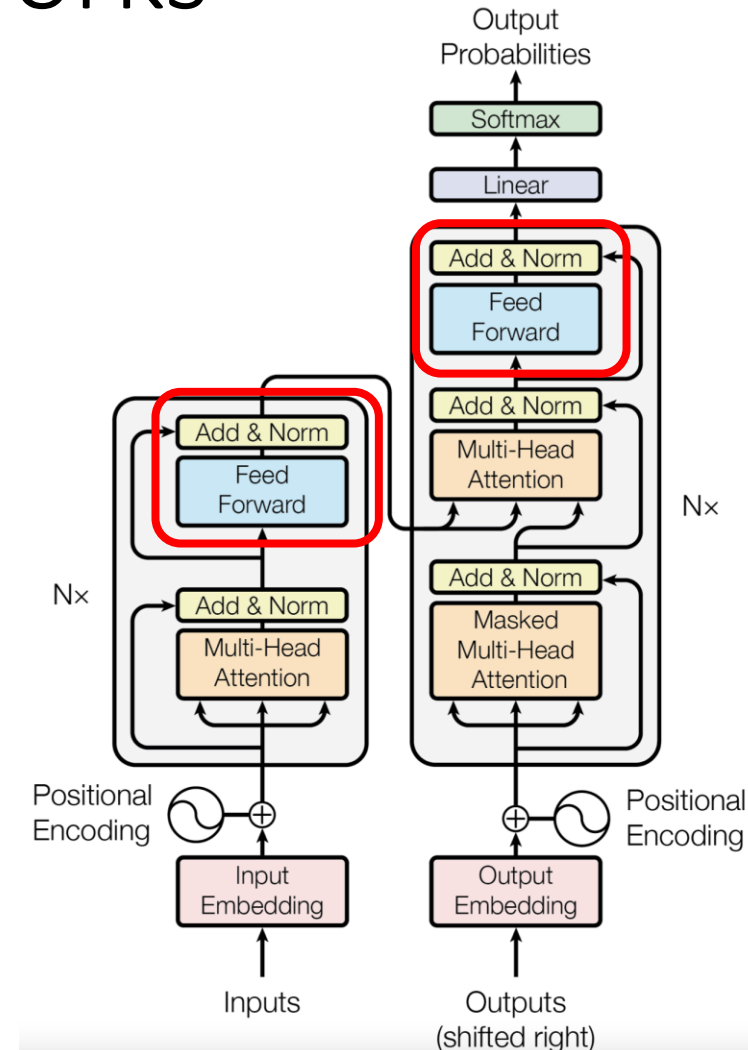 Output
Probabilities
Softmax
Linear
Add & Norm
Feed
Forward
Add & Norm
Multi-Head
Attention
Nx
Add & Norm
Masked
Multi-Head
Attention
Add & Norm
Feed
Forward
Nx
Add & Norm
Multi-Head
Attention
Positional
Encoding
Positional
Encoding
Input
Embedding
Output
Embedding
Inputs
Outputs
(shifted right)